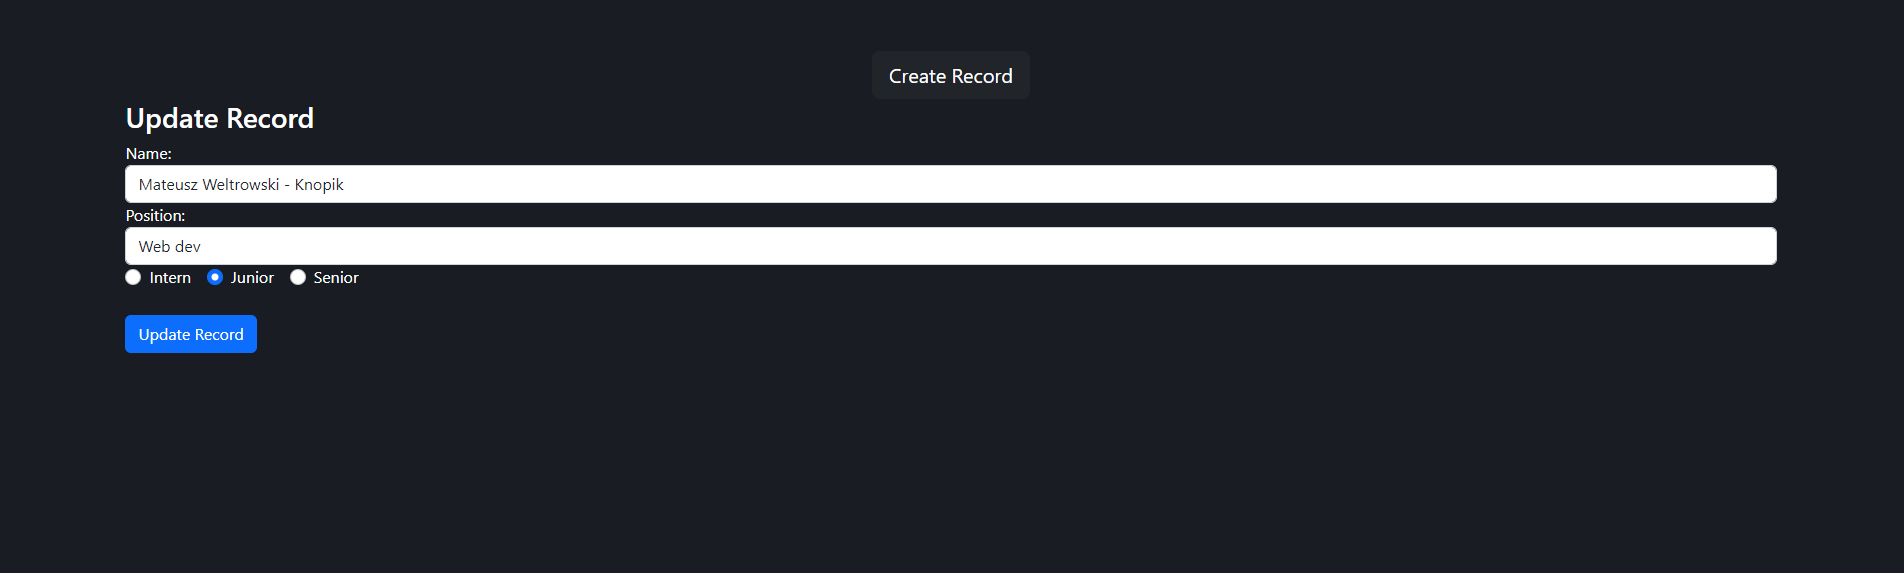 Create Record
Update Record
Name:
Mateusz Weltrowski - Knopik
Position:
Web dev
Intern Junior Senior
Update Record